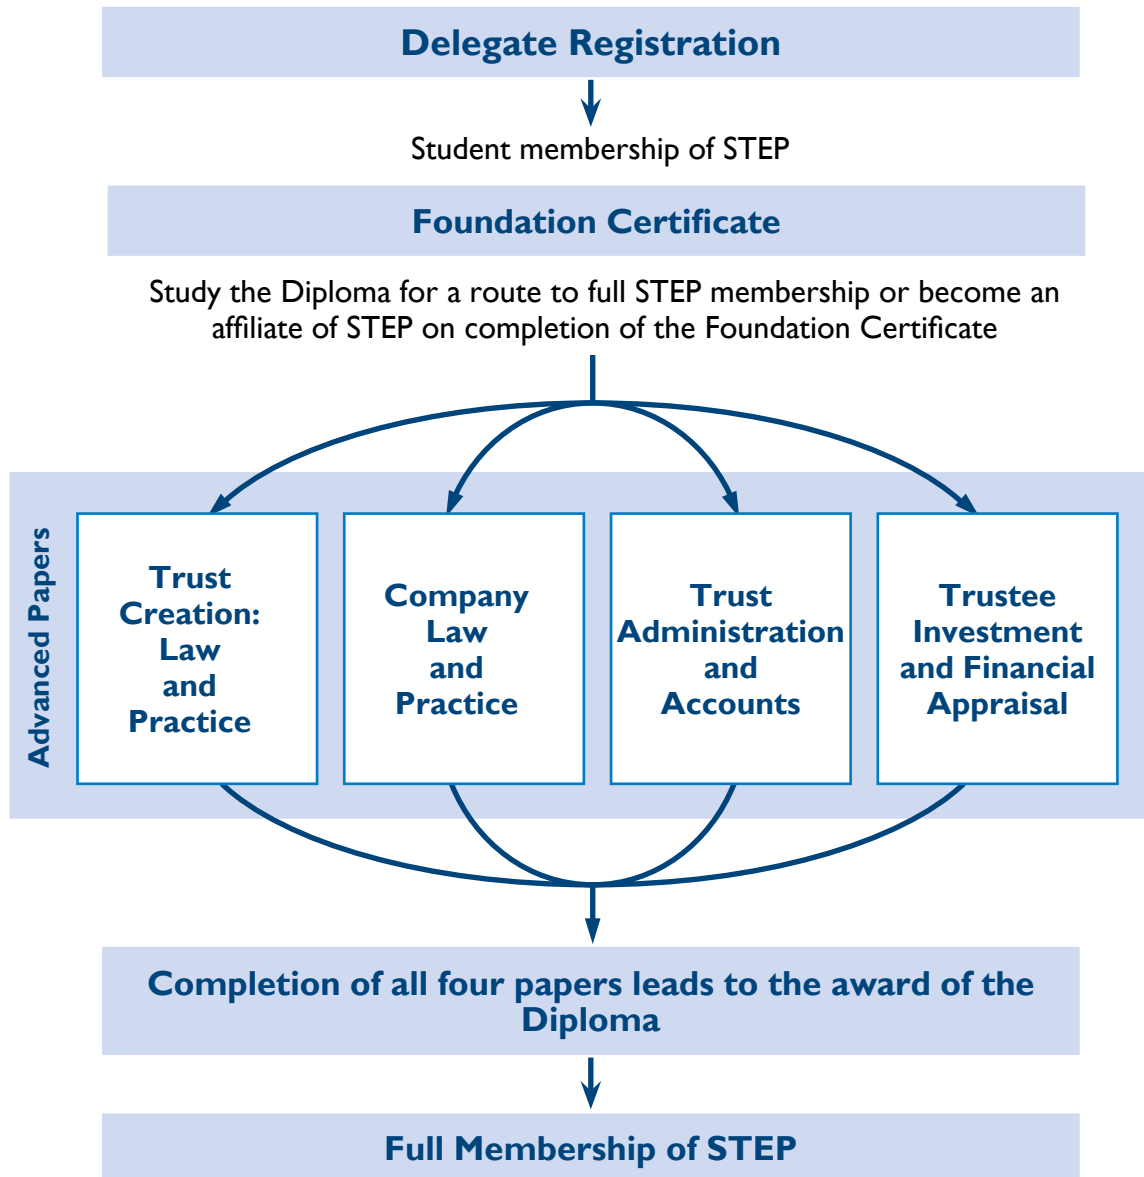 Delegate Registration
Student membership of STEP
Foundation Certificate
Study the Diploma for a route to full STEP membership or become an
affiliate of STEP on completion of the Foundation Certificate
Advanced Papers
Trust
Creation:
Law
and
Practice
Company
Law
and
Practice
Trust
Administration
and
Accounts
Trustee
Investment
and Financial
Appraisal
Completion of all four papers leads to the award of the
Diploma
Full Membership of STEP